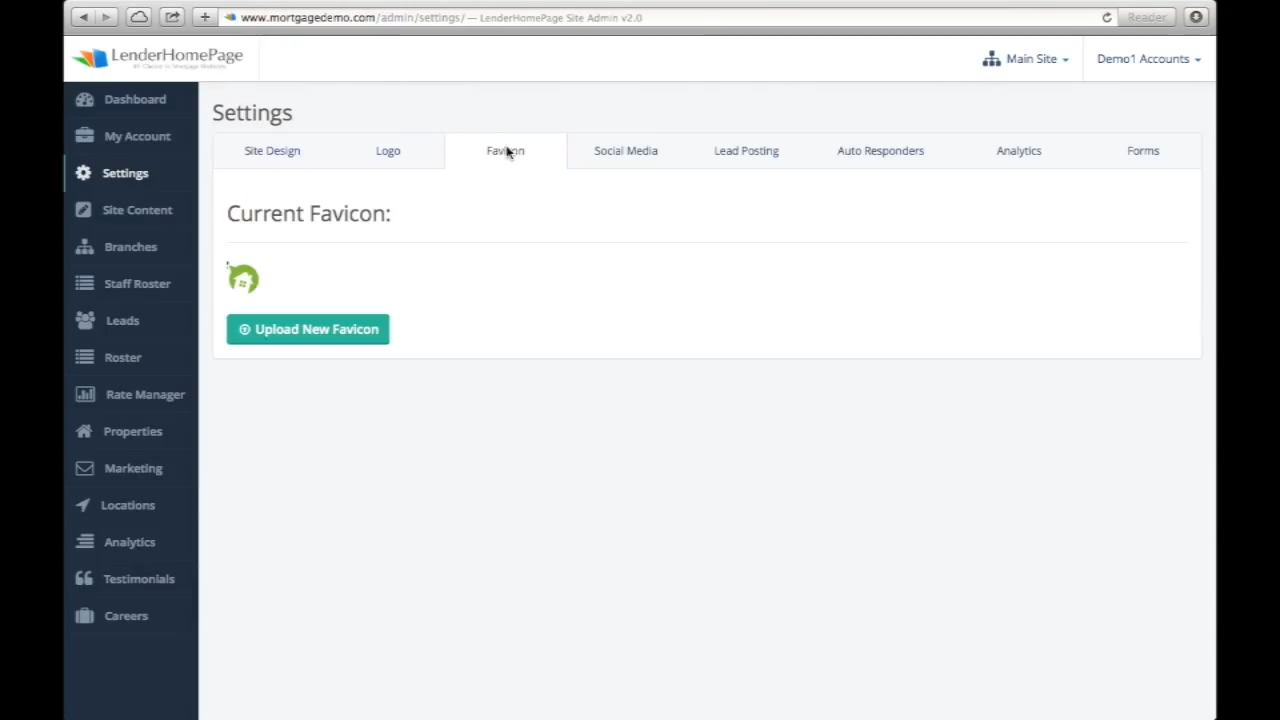 www.mortgagedemo.com/admin/settings/ — LenderHomePage Site Admin v2.0
Reader
LenderHomePage
Main Site
Demo1 Accounts
Dashboard
My Account
Settings
Site Content
Branches
Staff Roster
Leads
Roster
Rate Manager
Properties
Marketing
Locations
Analytics
Testimonials
Careers
Settings
Site Design
Logo
Favicon
Social Media
Lead Posting
Auto Responders
Analytics
Forms
Current Favicon:
Upload New Favicon